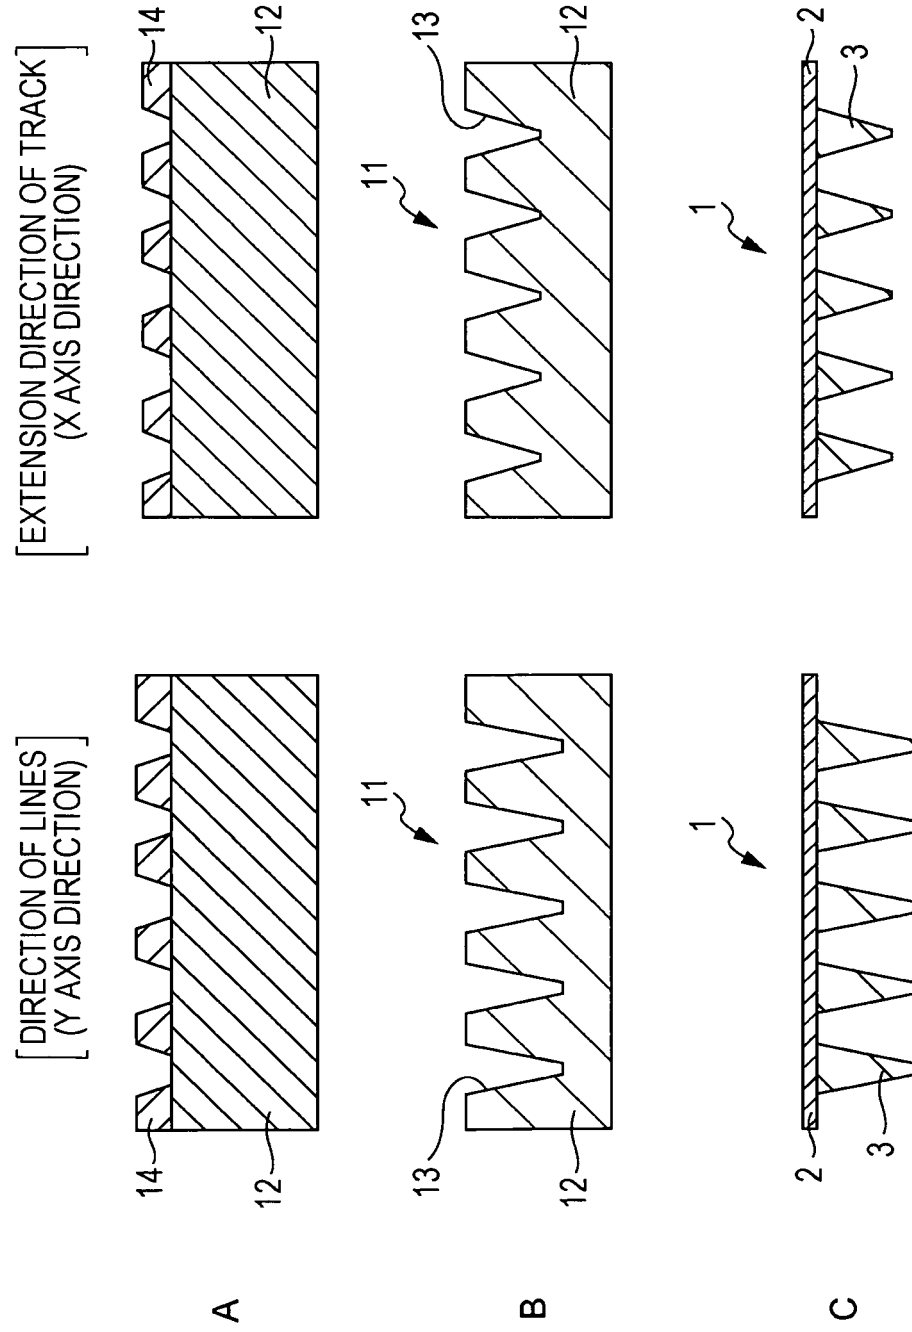 [DIRECTION OF LINES
(Y AXIS DIRECTION)]
[EXTENSION DIRECTION OF TRACK
(X AXIS DIRECTION)]
A
14
12
14
12
B
13
12
11
11
13
12
C
2
3
1
1
2
3